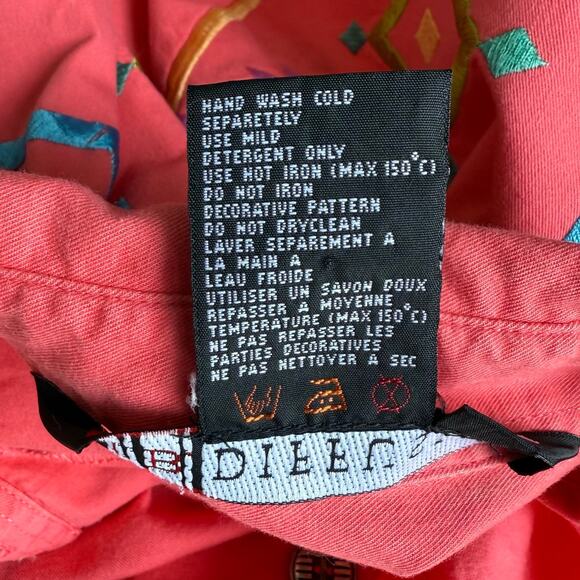 HAND WASH COLD
SEPARETELY
USE MILD
DETERGENT ONLY
USE HOT IRON (MAX 150°C)
DO NOT IRON
DECORATIVE PATTERN
DO NOT DRYCLEAN
LAVER SEPAREMENT A
LA MAIN A
LEAU FROIDE
UTILISER UN SAVON DOUX
REPASSER A MOYENNE
TEMPERATURE (MAX 150°C)
NE PAS REPASSER LES
PARTIES DECORATIVES
NE PAS NETTOYER A SEC